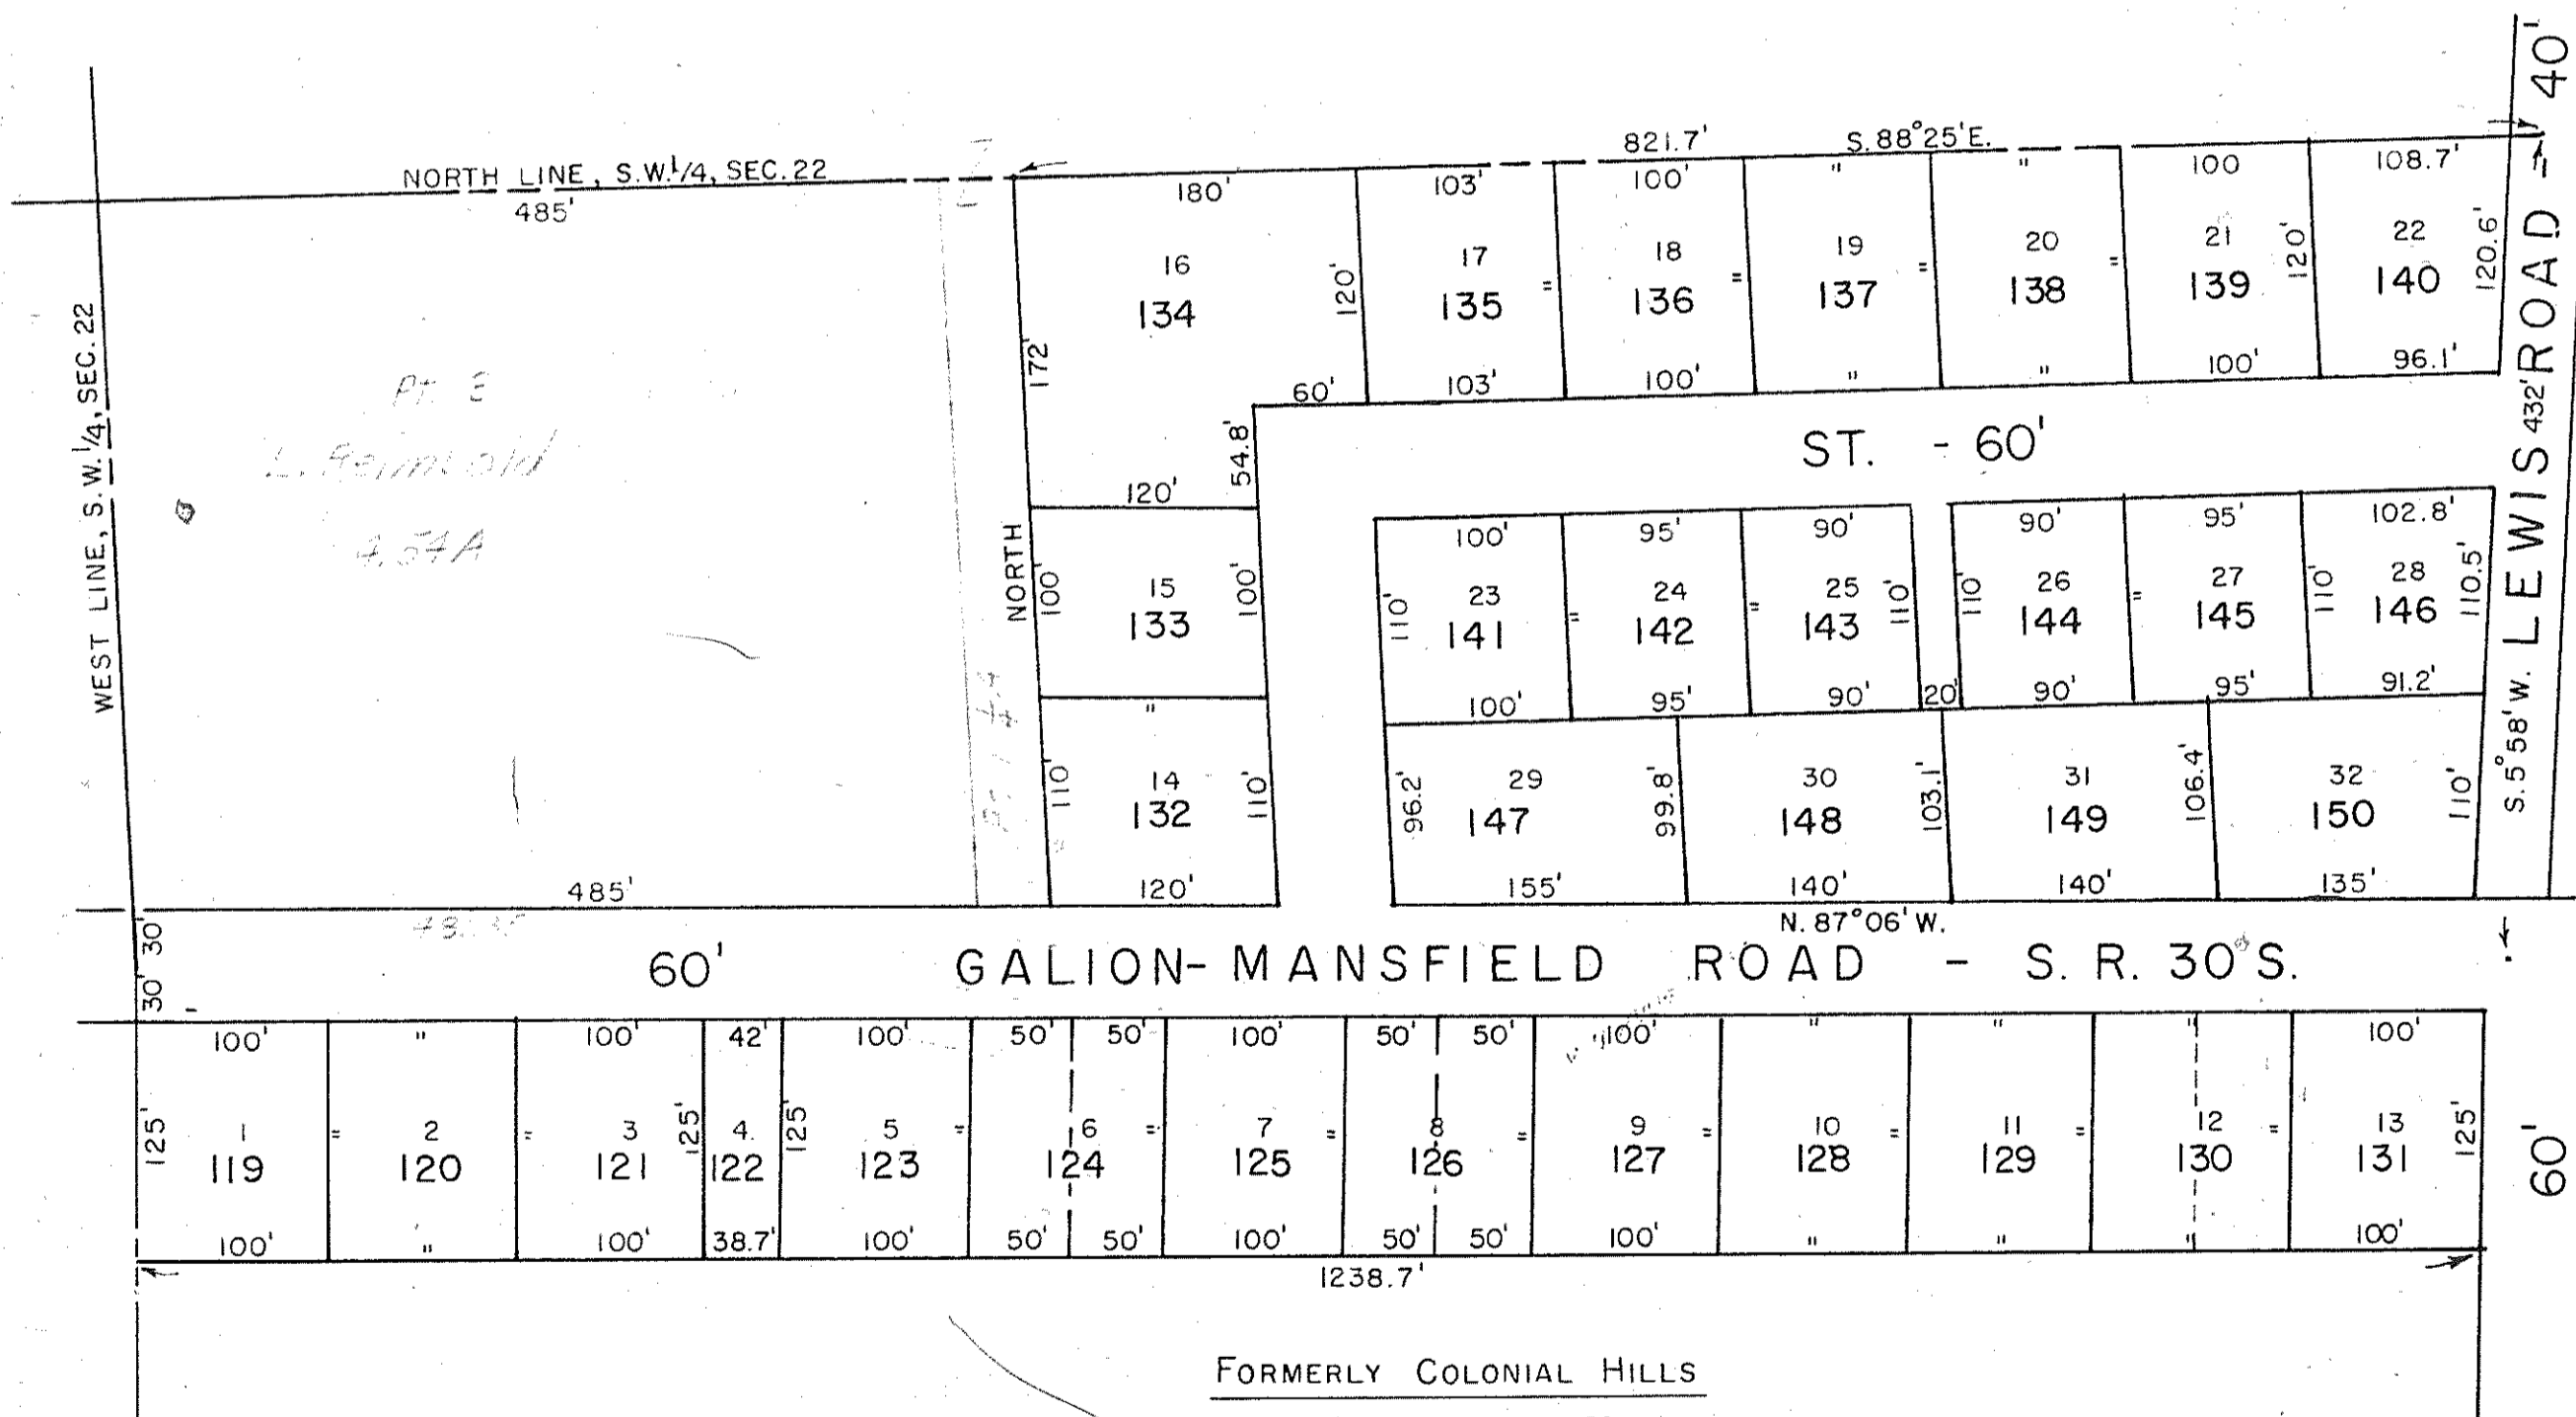 40'
821.7' S. 88°25'E.
NORTH LINE, S.W.1/4, SEC. 22
485'
180' 103' 100' " " 100 108.7'
16 17 18 19 20 21 22
134 135 136 137 138 139 140
172' 120' = = = = 120' 120.6'
60' 103' 100' " " 100' 96.1'
54.8'
120'
WEST LINE, S.W.1/4, SEC. 22
Pt.
4.54A
NORTH
ST. - 60'
LEWIS ROAD = 40'
432'
S. 5°58' W.
100' 95' 90' 90' 95' 102.8'
15 23 24 25 26 27 28
133 141 142 143 144 145 146
100' 100' 110' = = 110' 110' = 110' 110.5'
100' 95' 90' 20' 90' 95' 91.2'
"
14 29 30 31 32
132 147 148 149 150
110' 110' 96.2' 99.8' 103.1' 106.4' 110'
485' 120' 155' 140' 140' 135'
N. 87°06' W.
30'
30'
60' GALION-MANSFIELD ROAD - S. R. 30 S.
100' " 100' 42' 100' 50' 50' 100' 50' 50' 100' " " " 100'
1 2 3 4. 5 6 7 8 9 10 11 12 13
119 120 121 122 123 124 125 126 127 128 129 130 131
125' = = 125' 125' = = = = = = = = 125'
60'
100' " 100' 38.7' 100' 50' 50' 100' 50' 50' 100' " " " 100'
1238.7'
FORMERLY COLONIAL HILLS